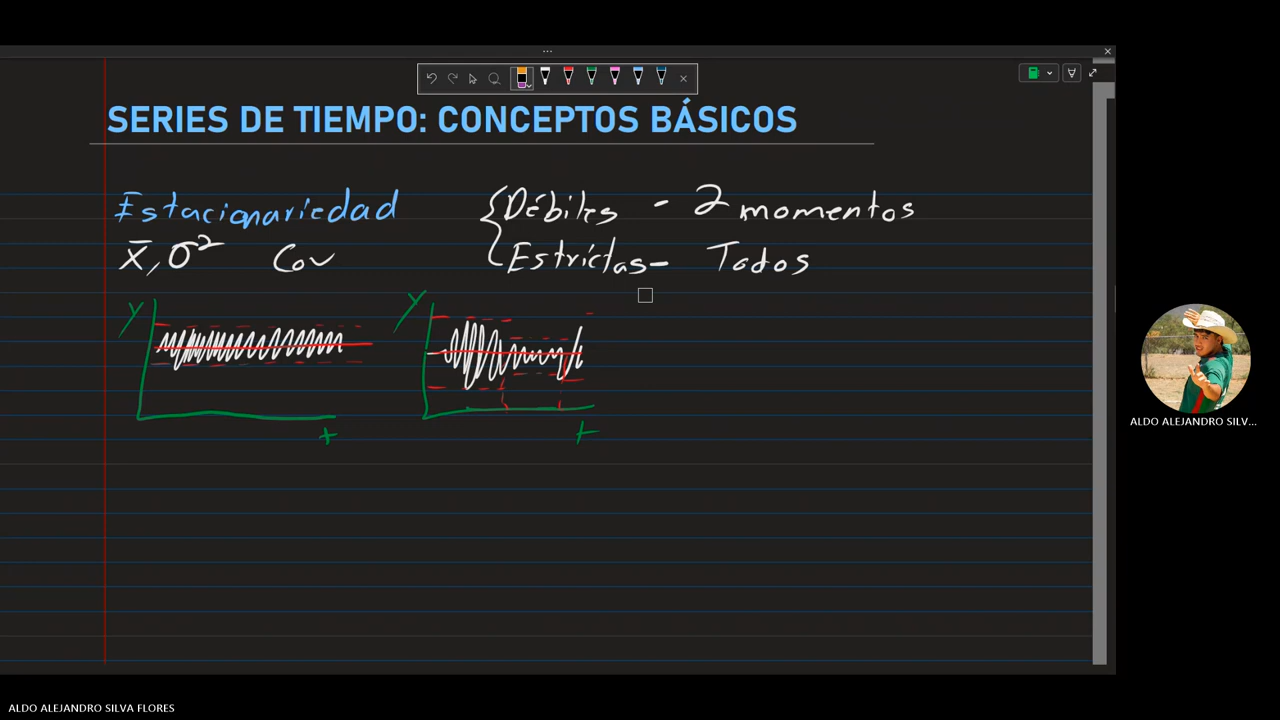 SERIES DE TIEMPO: CONCEPTOS BÁSICOS
Estacionariedad
{Débiles - 2 momentos
Estrictas - Todos
x̄, σ² Cov
y
t
y
t
ALDO ALEJANDRO SILV...
ALDO ALEJANDRO SILVA FLORES